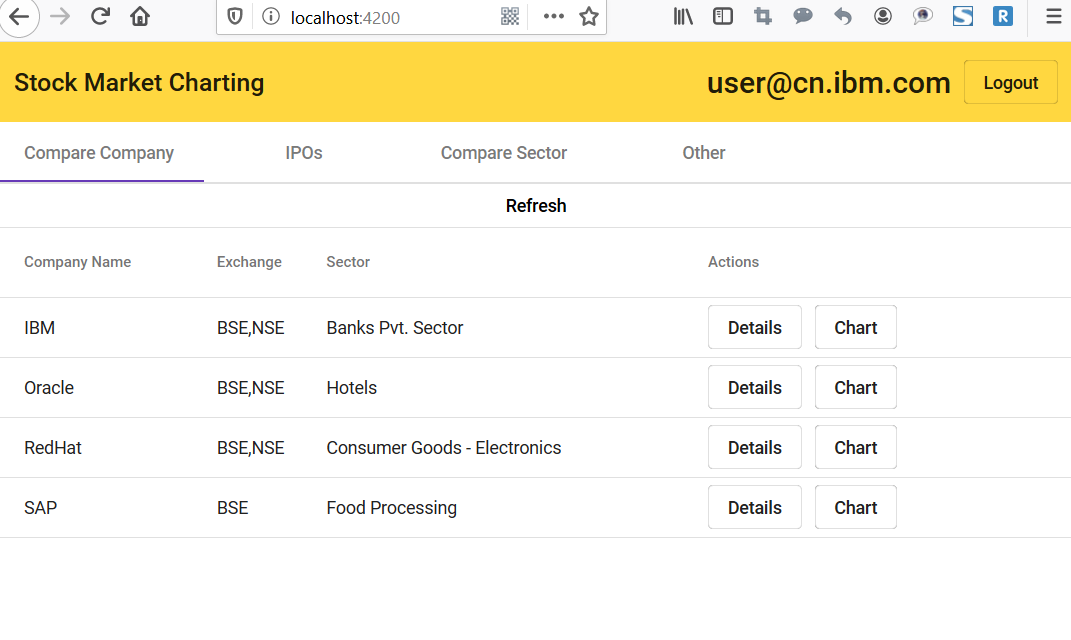 localhost:4200
S R
Stock Market Charting user@cn.ibm.com Logout
Compare Company IPOs Compare Sector Other
Refresh
Company Name Exchange Sector Actions
IBM BSE,NSE Banks Pvt. Sector Details Chart
Oracle BSE,NSE Hotels Details Chart
RedHat BSE,NSE Consumer Goods - Electronics Details Chart
SAP BSE Food Processing Details Chart